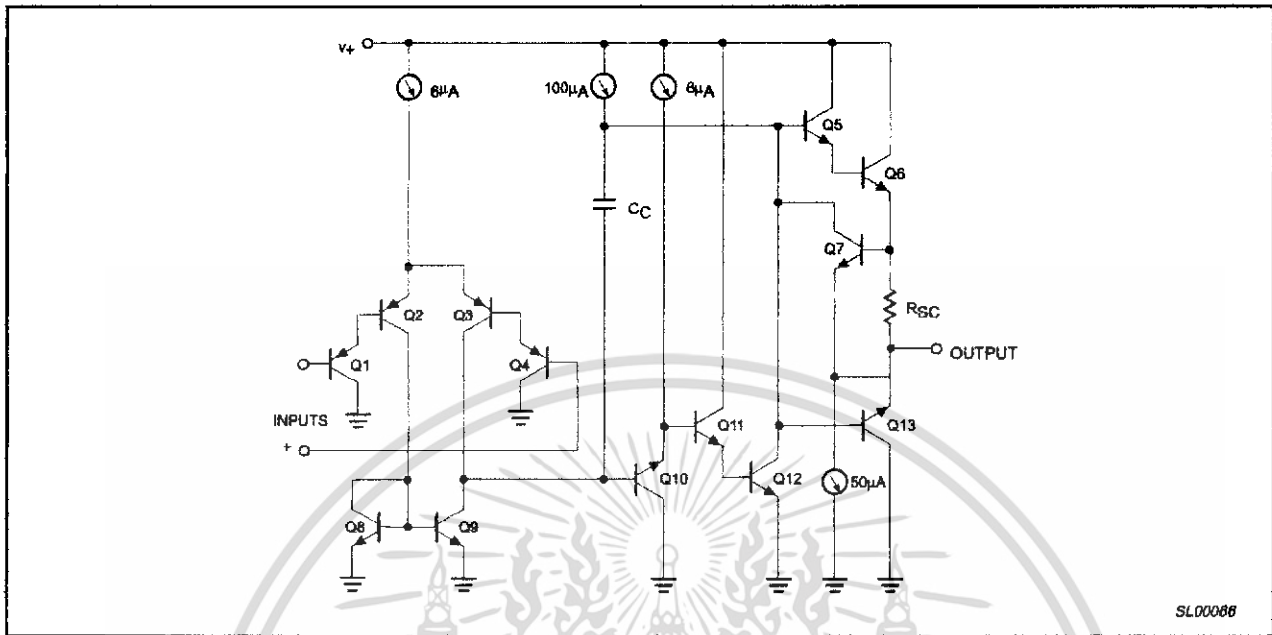 V+
6µA
100µA
6µA
Q5
Q6
CC
Q7
Q2
Q3
RSC
Q1
Q4
OUTPUT
INPUTS
Q11
+
Q13
Q10
Q12
50µA
Q8
Q9
SL00066